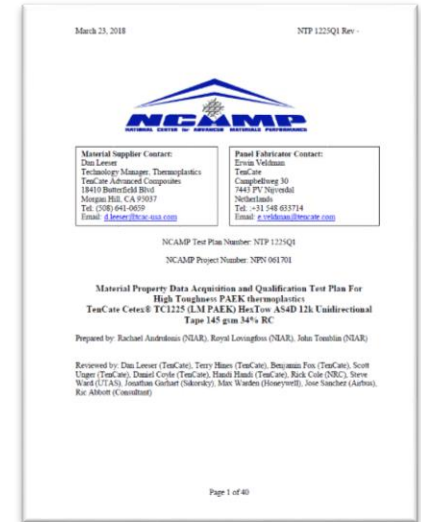 March 23, 2018 NTP 1225Q1 Rev -
NCAMP
NATIONAL CENTER for ADVANCED MATERIALS PERFORMANCE
Material Supplier Contact:
Dan Leeser
Technology Manager, Thermoplastics
TenCate Advanced Composites
18410 Butterfield Blvd
Morgan Hill, CA 95037
Tel: (508) 641-0659
Email: d.leeser@tcac-usa.com
Panel Fabricator Contact:
Erwin Veldman
TenCate
Campbellweg 30
7443 PV Nijverdal
Netherlands
Tel: :+31 548 633714
Email: e.veldman@tencate.com
NCAMP Test Plan Number: NTP 1225Q1
NCAMP Project Number: NPN 061701
Material Property Data Acquisition and Qualification Test Plan For
High Toughness PAEK thermoplastics
TenCate Cetex® TC1225 (LM PAEK) HexTow AS4D 12k Unidirectional
Tape 145 gsm 34% RC
Prepared by: Rachael Andrulonis (NIAR), Royal Lovingfoss (NIAR), John Tomblin (NIAR)
Reviewed by: Dan Leeser (TenCate), Terry Hines (TenCate), Benjamin Fox (TenCate), Scott
Unger (TenCate), Daniel Coyle (TenCate), Handi Handi (TenCate), Rick Cole (NRC), Steve
Ward (UTAS), Jonathan Garhart (Sikorsky), Max Warden (Honeywell), Jose Sanchez (Airbus),
Ric Abbott (Consultant)
Page 1 of 40